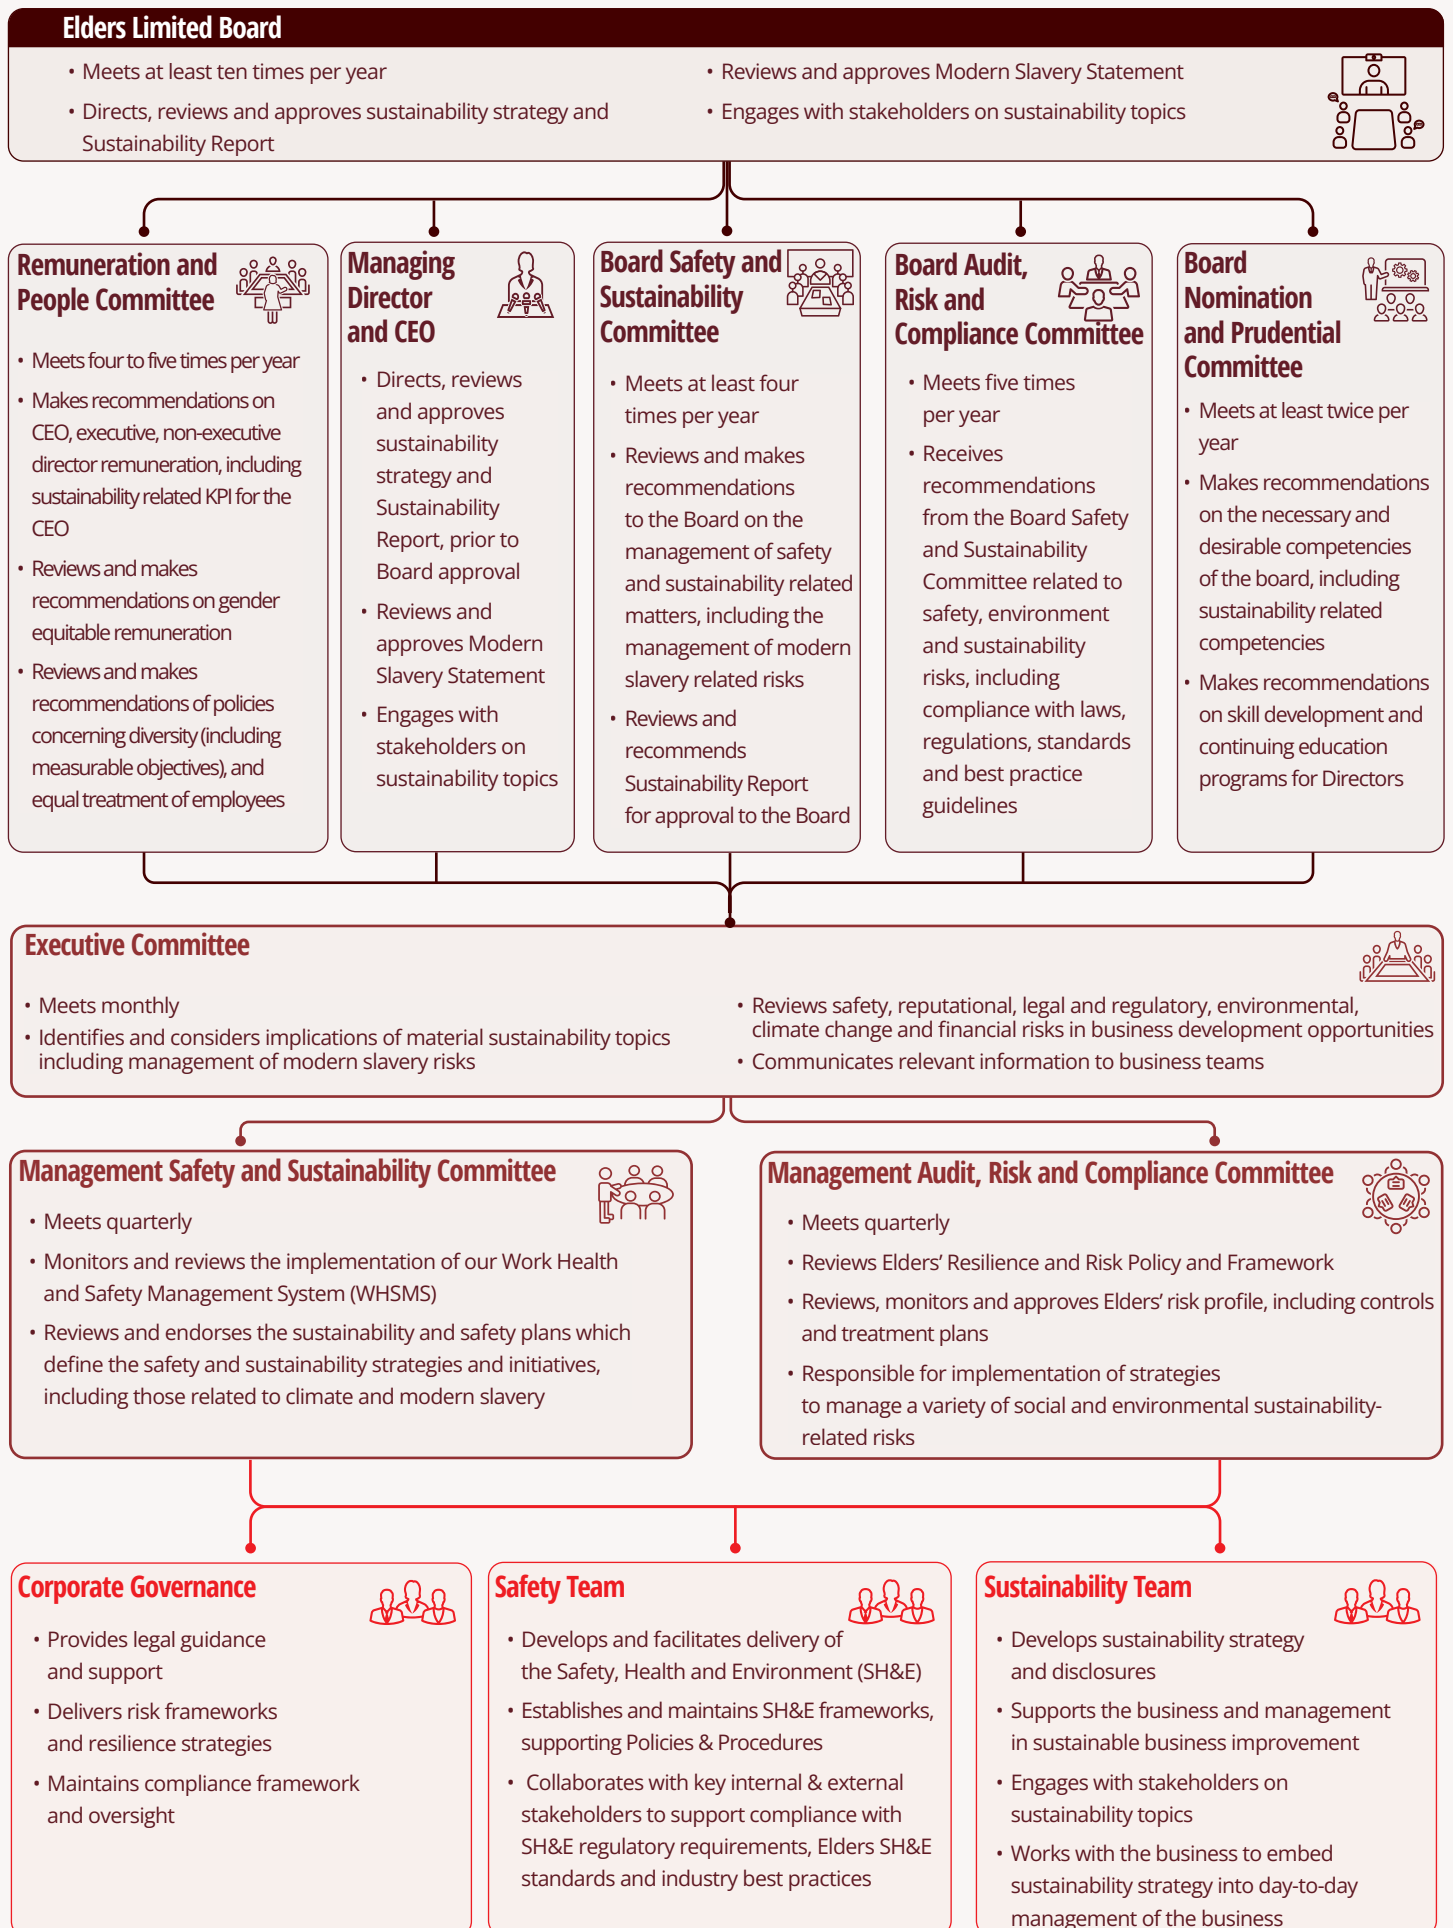 Elders Limited Board
• Meets at least ten times per year
• Directs, reviews and approves sustainability strategy and
Sustainability Report
• Reviews and approves Modern Slavery Statement
• Engages with stakeholders on sustainability topics
Remuneration and
People Committee
• Meets four to five times per year
• Makes recommendations on
CEO, executive, non-executive
director remuneration, including
sustainability related KPI for the
CEO
• Reviews and makes
recommendations on gender
equitable remuneration
• Reviews and makes
recommendations of policies
concerning diversity (including
measurable objectives), and
equal treatment of employees
Managing
Director
and CEO
• Directs, reviews
and approves
sustainability
strategy and
Sustainability
Report, prior to
Board approval
• Reviews and
approves Modern
Slavery Statement
• Engages with
stakeholders on
sustainability topics
Board Safety and
Sustainability
Committee
• Meets at least four
times per year
• Reviews and makes
recommendations
to the Board on the
management of safety
and sustainability related
matters, including the
management of modern
slavery related risks
• Reviews and
recommends
Sustainability Report
for approval to the Board
Board Audit,
Risk and
Compliance Committee
• Meets five times
per year
• Receives
recommendations
from the Board Safety
and Sustainability
Committee related to
safety, environment
and sustainability
risks, including
compliance with laws,
regulations, standards
and best practice
guidelines
Board
Nomination
and Prudential
Committee
• Meets at least twice per
year
• Makes recommendations
on the necessary and
desirable competencies
of the board, including
sustainability related
competencies
• Makes recommendations
on skill development and
continuing education
programs for Directors
Executive Committee
• Meets monthly
• Identifies and considers implications of material sustainability topics
including management of modern slavery risks
• Reviews safety, reputational, legal and regulatory, environmental,
climate change and financial risks in business development opportunities
• Communicates relevant information to business teams
Management Safety and Sustainability Committee
• Meets quarterly
• Monitors and reviews the implementation of our Work Health
and Safety Management System (WHSMS)
• Reviews and endorses the sustainability and safety plans which
define the safety and sustainability strategies and initiatives,
including those related to climate and modern slavery
Management Audit, Risk and Compliance Committee
• Meets quarterly
• Reviews Elders' Resilience and Risk Policy and Framework
• Reviews, monitors and approves Elders' risk profile, including controls
and treatment plans
• Responsible for implementation of strategies
to manage a variety of social and environmental sustainability-
related risks
Corporate Governance
• Provides legal guidance
and support
• Delivers risk frameworks
and resilience strategies
• Maintains compliance framework
and oversight
Safety Team
• Develops and facilitates delivery of
the Safety, Health and Environment (SH&E)
• Establishes and maintains SH&E frameworks,
supporting Policies & Procedures
• Collaborates with key internal & external
stakeholders to support compliance with
SH&E regulatory requirements, Elders SH&E
standards and industry best practices
Sustainability Team
• Develops sustainability strategy
and disclosures
• Supports the business and management
in sustainable business improvement
• Engages with stakeholders on
sustainability topics
• Works with the business to embed
sustainability strategy into day-to-day
management of the business